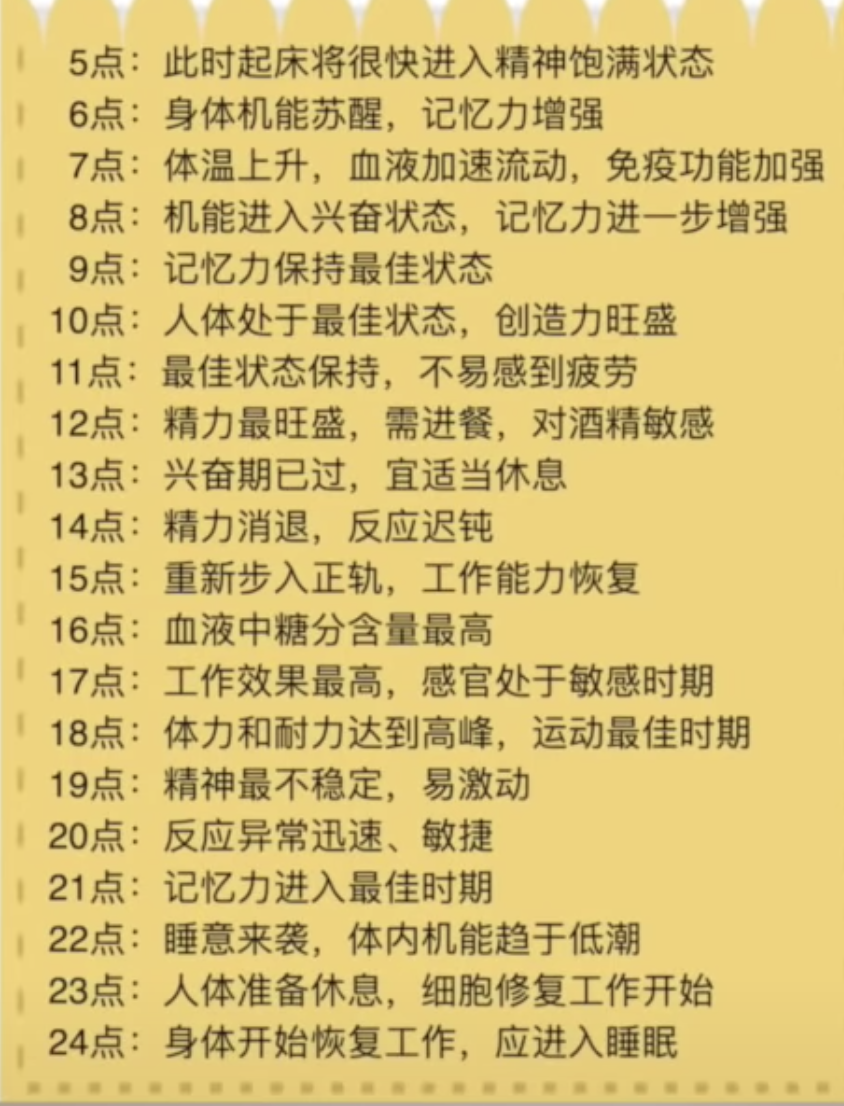 5点：此时起床将很快进入精神饱满状态
6点：身体机能苏醒，记忆力增强
7点：体温上升，血液加速流动，免疫功能加强
8点：机能进入兴奋状态，记忆力进一步增强
9点：记忆力保持最佳状态
10点：人体处于最佳状态，创造力旺盛
11点：最佳状态保持，不易感到疲劳
12点：精力最旺盛，需进餐，对酒精敏感
13点：兴奋期已过，宜适当休息
14点：精力消退，反应迟钝
15点：重新步入正轨，工作能力恢复
16点：血液中糖分含量最高
17点：工作效果最高，感官处于敏感时期
18点：体力和耐力达到高峰，运动最佳时期
19点：精神最不稳定，易激动
20点：反应异常迅速、敏捷
21点：记忆力进入最佳时期
22点：睡意来袭，体内机能趋于低潮
23点：人体准备休息，细胞修复工作开始
24点：身体开始恢复工作，应进入睡眠